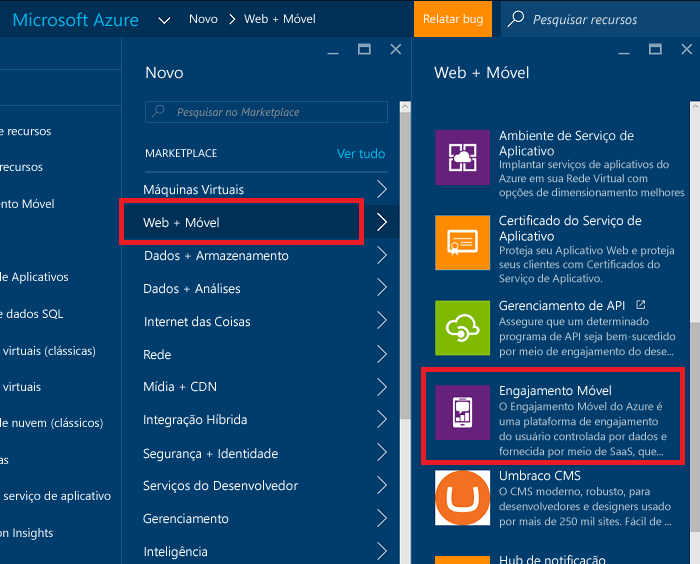 Microsoft Azure
Novo
Web + Móvel
Relatar bug
Pesquisar recursos
e recursos
recursos
ento Móvel
e Aplicativos
e dados SQL
virtuais (clássicas)
virtuais
e nuvem (clássicos)
as
serviço de aplicativo
on Insights
Novo
Pesquisar no Marketplace
MARKETPLACE
Ver tudo
Máquinas Virtuais
Web + Móvel
Dados + Armazenamento
Dados + Análises
Internet das Coisas
Rede
Mídia + CDN
Integração Híbrida
Segurança + Identidade
Serviços do Desenvolvedor
Gerenciamento
Inteligência
Web + Móvel
Ambiente de Serviço de
Aplicativo
Implantar serviços de aplicativos do
Azure em sua Rede Virtual com
opções de dimensionamento melhores
Certificado do Serviço de
Aplicativo
Proteja seu Aplicativo Web e proteja
seus clientes com Certificados do
Serviço de Aplicativo.
Gerenciamento de API
Assegure que um determinado
programa de API seja bem-sucedido
por meio de engajamento do dese...
Engajamento Móvel
O Engajamento Móvel do Azure é
uma plataforma de engajamento
do usuário controlada por dados e
fornecida por meio de SaaS, que...
Umbraco CMS
O CMS moderno, robusto, para
desenvolvedores e designers usado
por mais de 250 mil sites. Fácil de ...
Hub de notificação